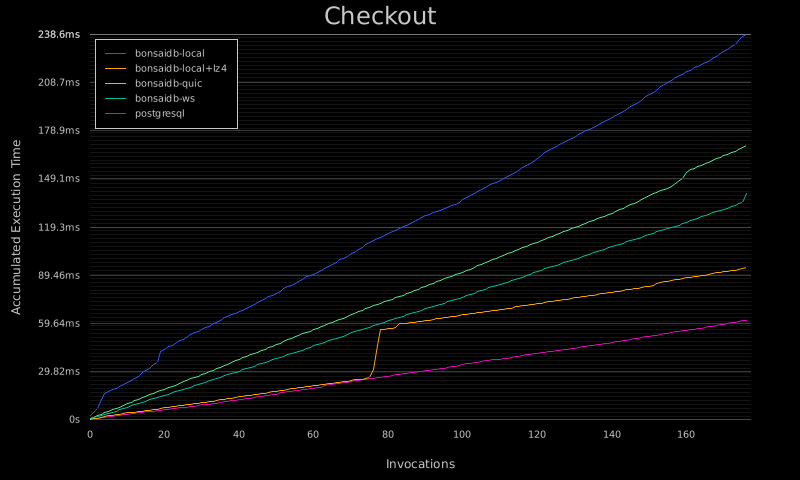 Checkout
238.6ms
208.7ms
178.9ms
149.1ms
119.3ms
89.46ms
59.64ms
29.82ms
0s
bonsaidb-local
bonsaidb-local+lz4
bonsaidb-quic
bonsaidb-ws
postgresql
Accumulated Execution Time
0 20 40 60 80 100 120 140 160
Invocations